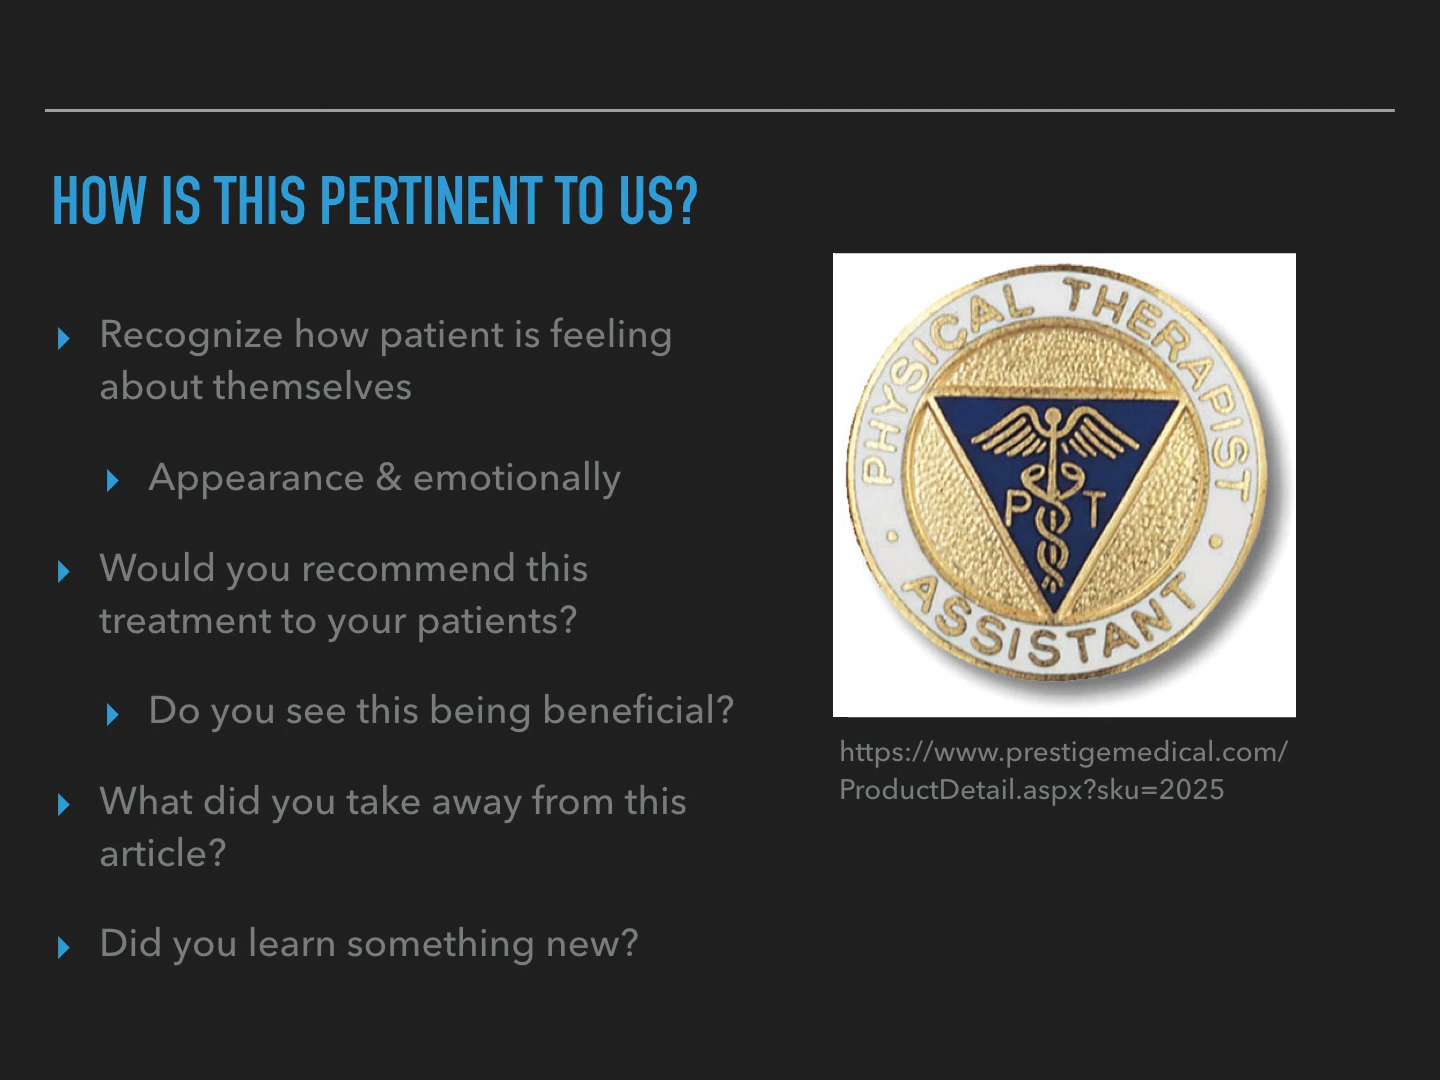 HOW IS THIS PERTINENT TO US?
Recognize how patient is feeling
about themselves
Appearance & emotionally
Would you recommend this
treatment to your patients?
Do you see this being beneficial?
What did you take away from this
article?
Did you learn something new?
PHYSICAL THERAPIST
P T
ASSISTANT
https://www.prestigemedical.com/
ProductDetail.aspx?sku=2025